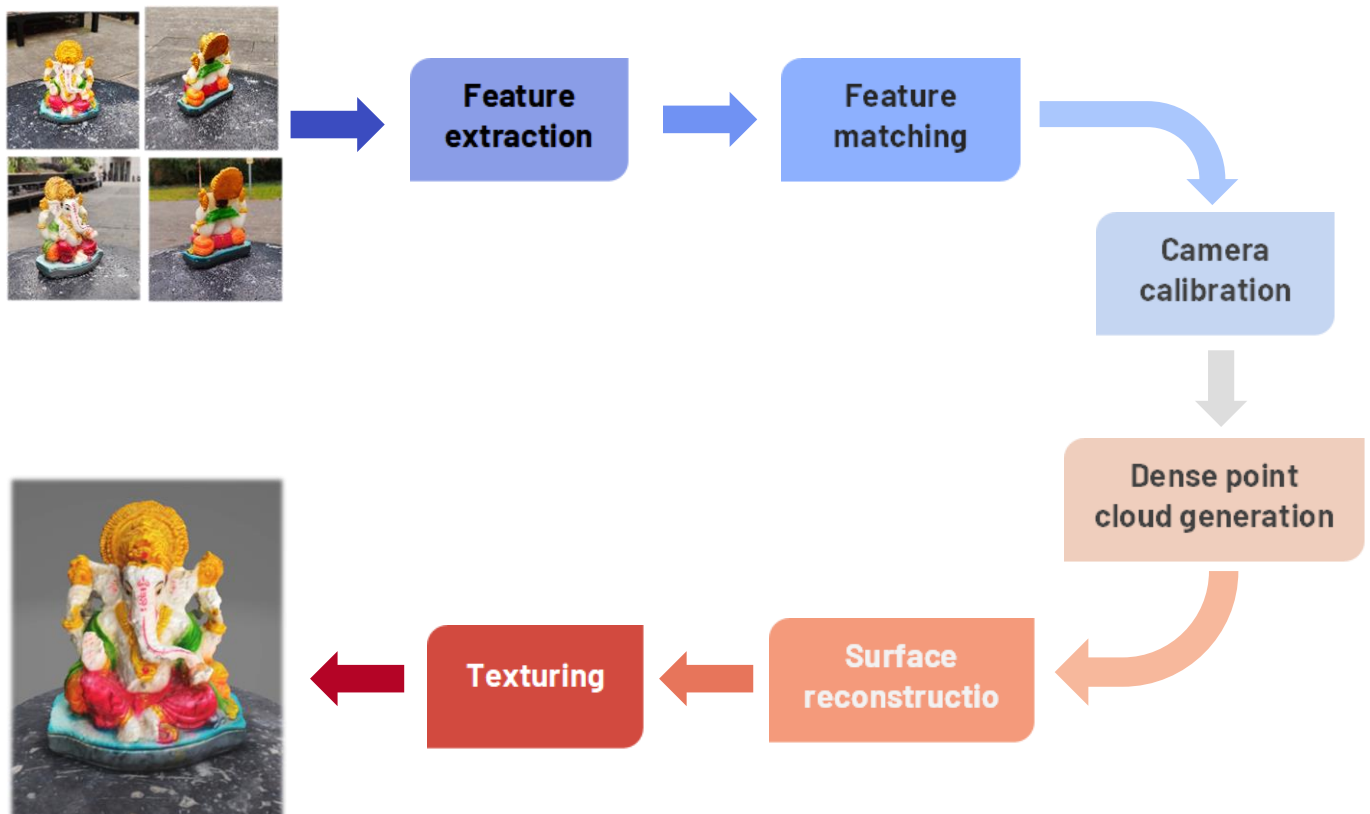 Feature
extraction
Feature
matching
Camera
calibration
Dense point
cloud generation
Surface
reconstructio
Texturing